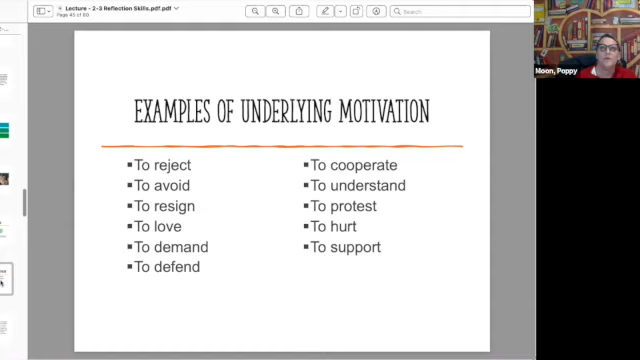 Lecture - 2-3 Reflection Skills.pdf.pdf
Page 45 of 60
Search
Moon, Poppy
EXAMPLES OF UNDERLYING MOTIVATION
▪To reject
▪To avoid
▪To resign
▪To love
▪To demand
▪To defend
▪To cooperate
▪To understand
▪To protest
▪To hurt
▪To support